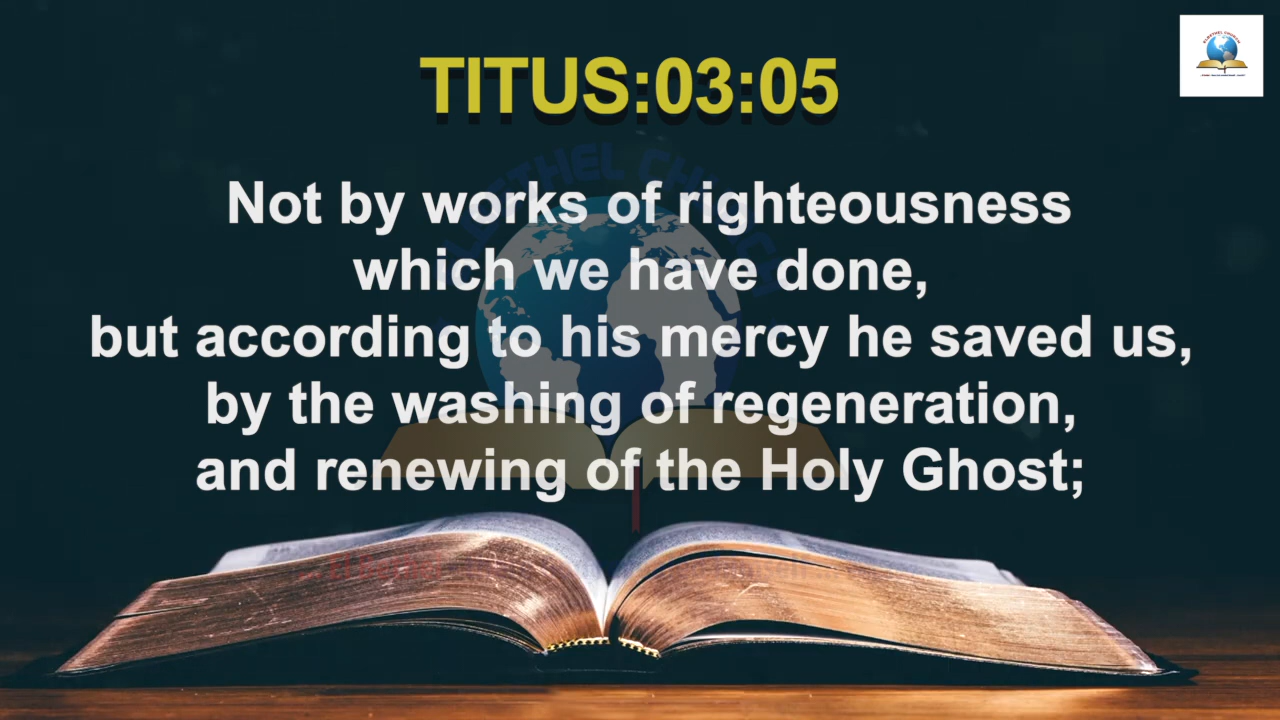 TITUS:03:05
Not by works of righteousness
which we have done,
but according to his mercy he saved us,
by the washing of regeneration,
and renewing of the Holy Ghost;